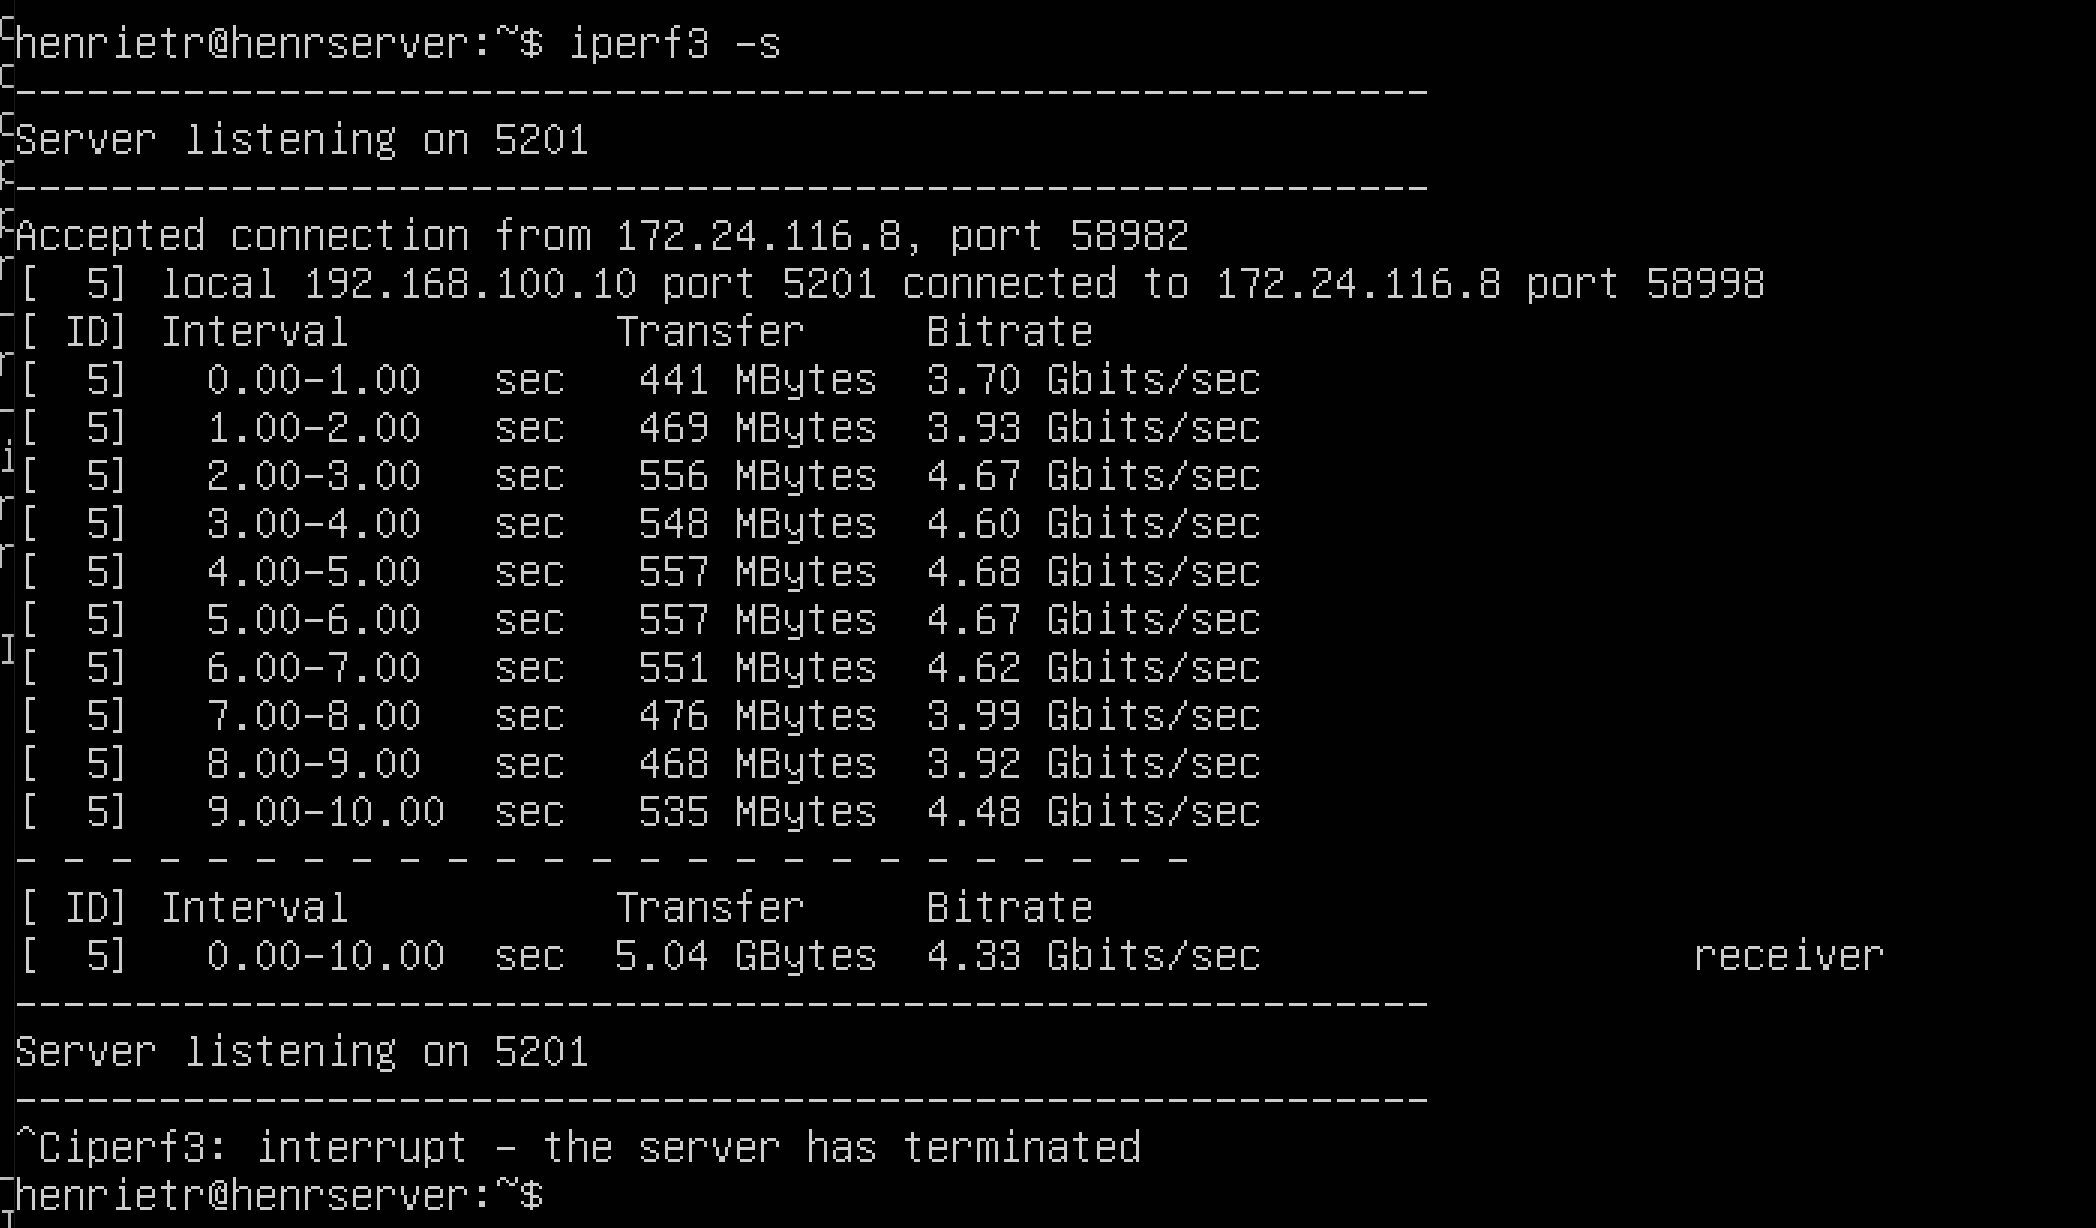 henrietr@henrserver:~$ iperf3 -s
-----------------------------------------------------------
Server listening on 5201
-----------------------------------------------------------
Accepted connection from 172.24.116.8, port 58982
[  5] local 192.168.100.10 port 5201 connected to 172.24.116.8 port 58998
[ ID] Interval           Transfer     Bitrate
[  5]   0.00-1.00   sec   441 MBytes  3.70 Gbits/sec
[  5]   1.00-2.00   sec   469 MBytes  3.93 Gbits/sec
[  5]   2.00-3.00   sec   556 MBytes  4.67 Gbits/sec
[  5]   3.00-4.00   sec   548 MBytes  4.60 Gbits/sec
[  5]   4.00-5.00   sec   557 MBytes  4.68 Gbits/sec
[  5]   5.00-6.00   sec   557 MBytes  4.67 Gbits/sec
[  5]   6.00-7.00   sec   551 MBytes  4.62 Gbits/sec
[  5]   7.00-8.00   sec   476 MBytes  3.99 Gbits/sec
[  5]   8.00-9.00   sec   468 MBytes  3.92 Gbits/sec
[  5]   9.00-10.00  sec   535 MBytes  4.48 Gbits/sec
- - - - - - - - - - - - - - - - - - - - - - - - -
[ ID] Interval           Transfer     Bitrate
[  5]   0.00-10.00  sec  5.04 GBytes  4.33 Gbits/sec                  receiver
-----------------------------------------------------------
Server listening on 5201
-----------------------------------------------------------
^Ciperf3: interrupt - the server has terminated
henrietr@henrserver:~$